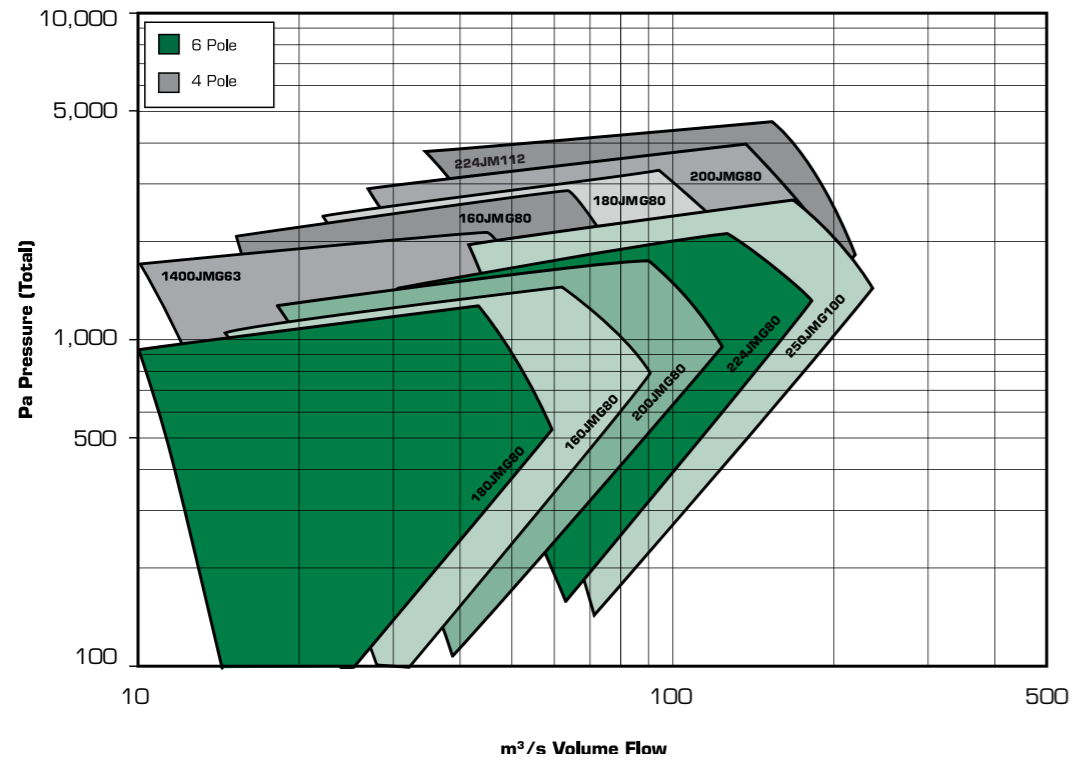 10,000
6 Pole
4 Pole
5,000
224JM112
200JMG80
180JMG80
160JMG80
1400JMG63
Pa Pressure (Total)
1,000
250JMG100
224JMG80
200JMG80
160JMG80
180JMG80
500
100
10
100
500
m³/s Volume Flow